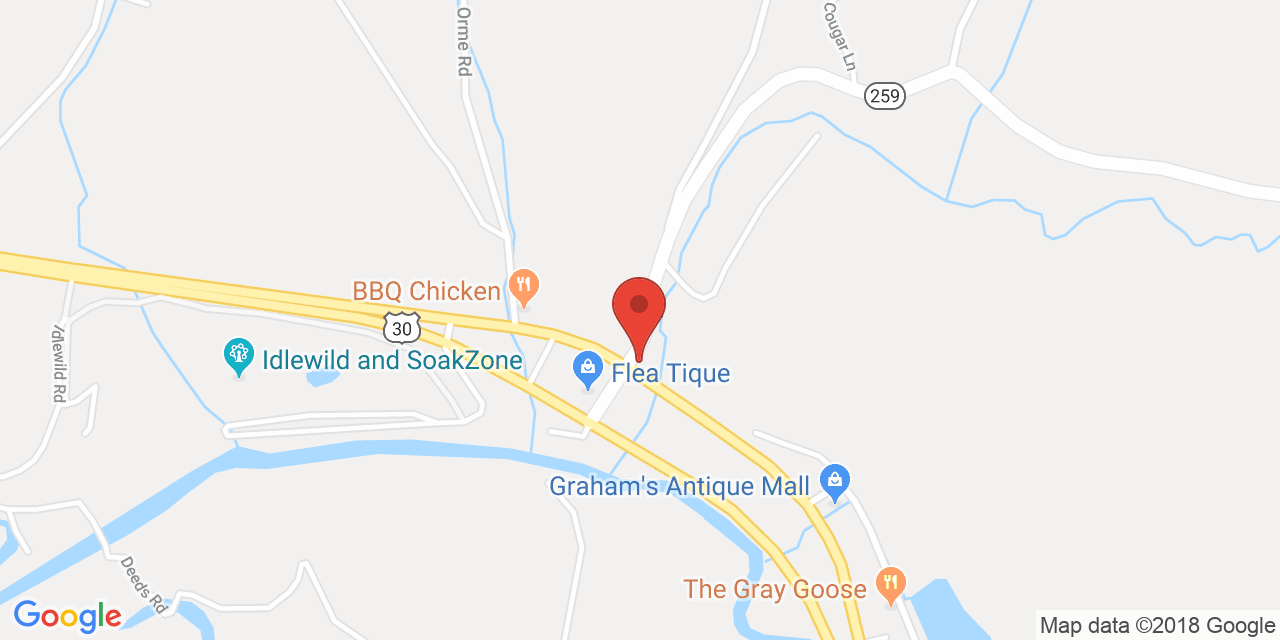 Orme Rd
Cougar Ln
259
BBQ Chicken
30
Idlewild and SoakZone
Flea Tique
Idlewild Rd
Graham's Antique Mall
Deeds Rd
The Gray Goose
Google
Map data ©2018 Google